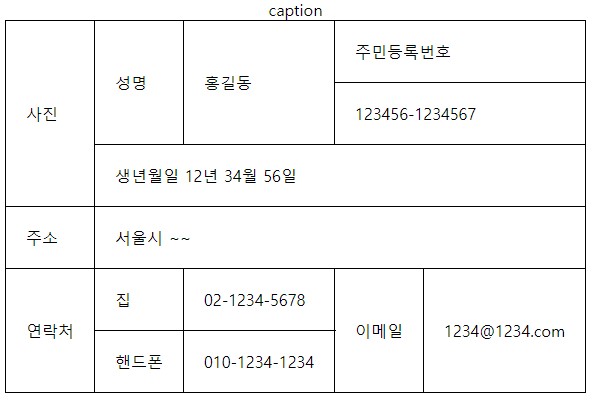 caption
사진
성명
홍길동
주민등록번호
123456-1234567
생년월일 12년 34월 56일
주소
서울시 ~~
연락처
집
02-1234-5678
이메일
1234@1234.com
핸드폰
010-1234-1234